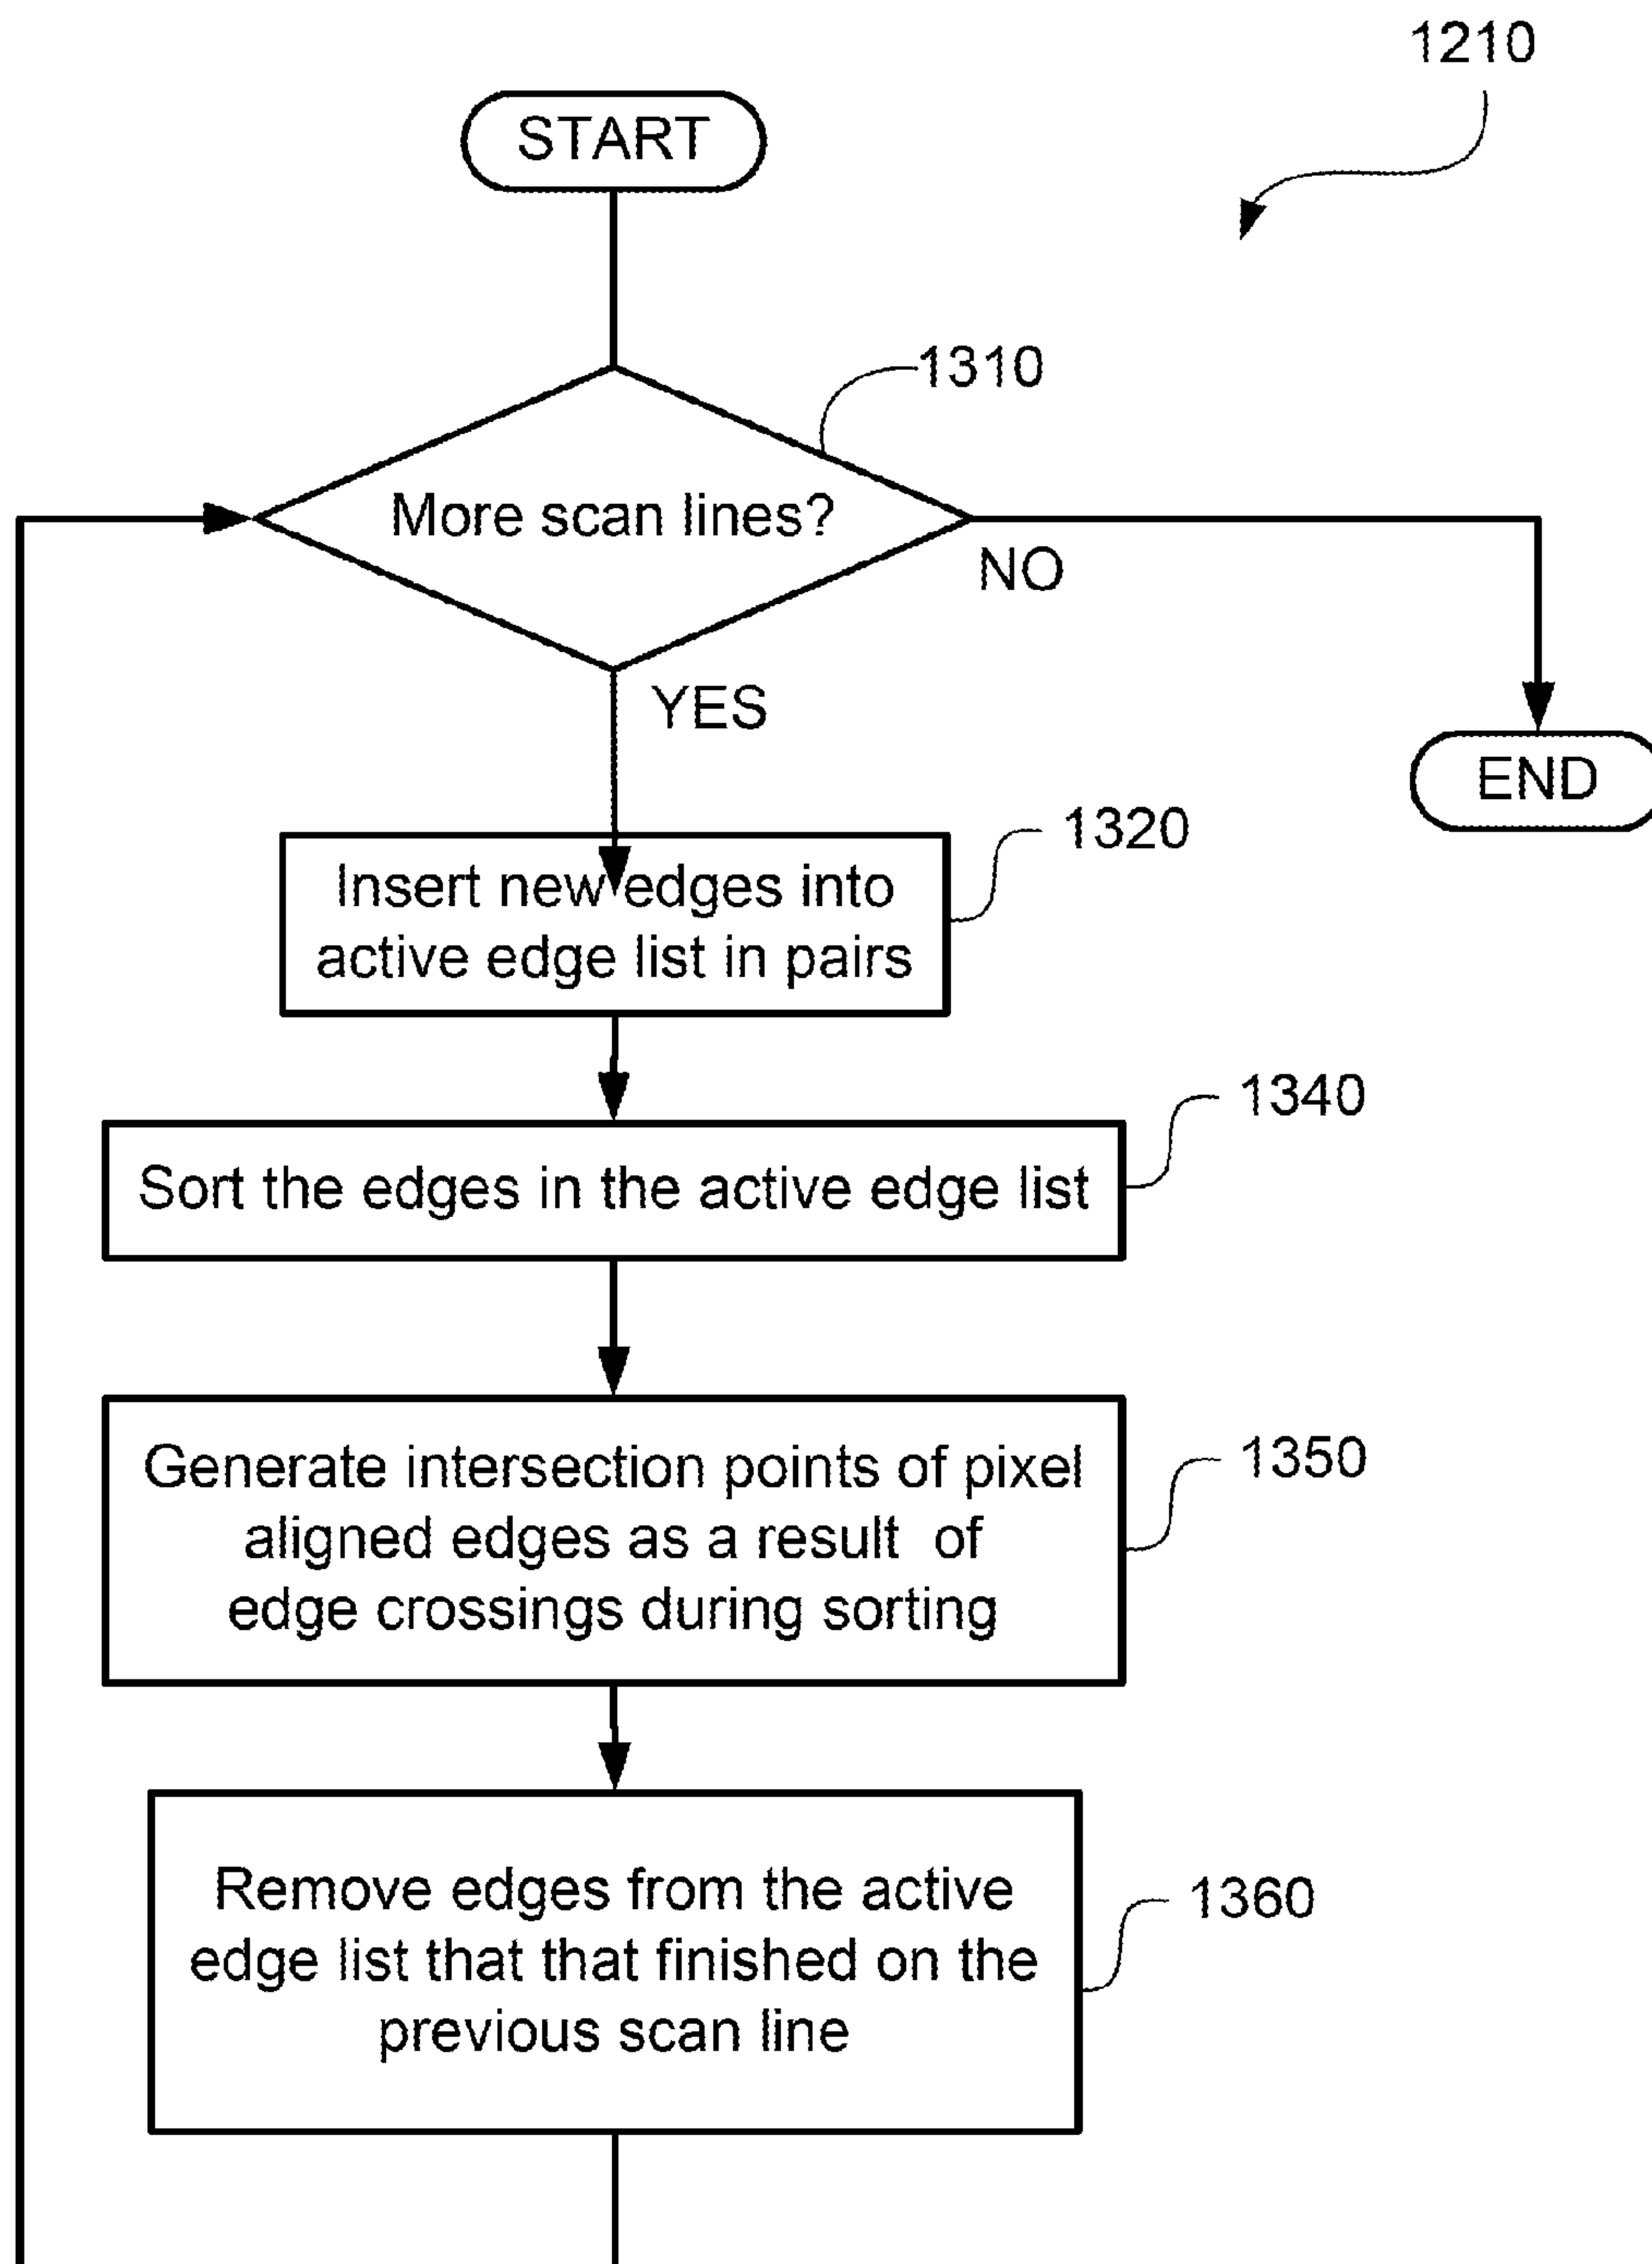 1210
START
1310
More scan lines?
NO
YES
END
1320
Insert new edges into
active edge list in pairs
1340
Sort the edges in the active edge list
1350
Generate intersection points of pixel
aligned edges as a result of
edge crossings during sorting
1360
Remove edges from the active
edge list that that finished on the
previous scan line